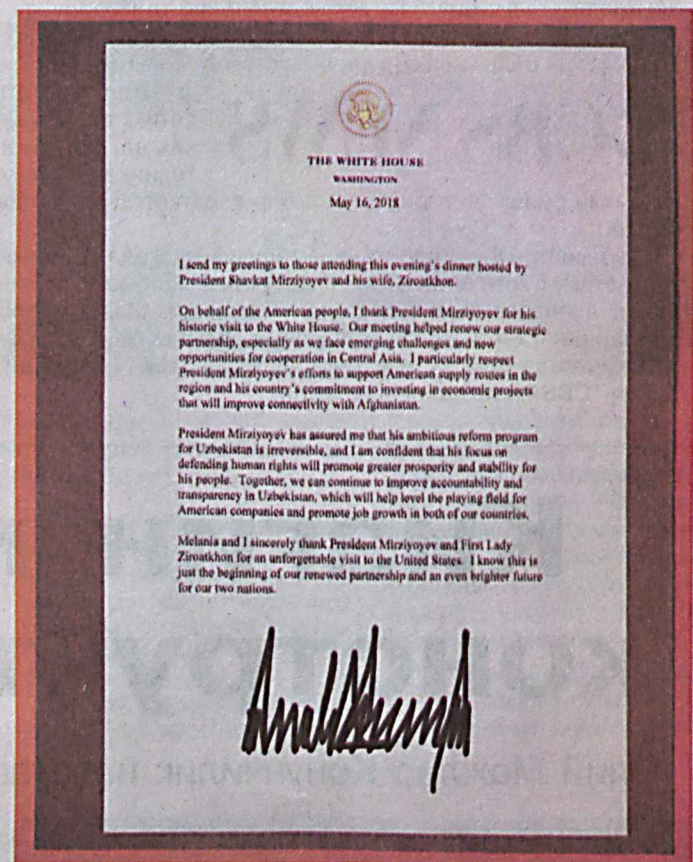 THE WHITE HOUSE
WASHINGTON
May 16, 2018
I send my greetings to those attending this evening's dinner hosted by
President Shavkat Mirziyoyev and his wife, Ziroatkhon.
On behalf of the American people, I thank President Mirziyoyev for his
historic visit to the White House. Our meeting helped renew our strategic
partnership, especially as we face emerging challenges and new
opportunities for cooperation in Central Asia. I particularly respect
President Mirziyoyev's efforts to support American supply routes in the
region and his country's commitment to investing in economic projects
that will improve connectivity with Afghanistan.
President Mirziyoyev has assured me that his ambitious reform program
for Uzbekistan is irreversible, and I am confident that his focus on
defending human rights will promote greater prosperity and stability for
his people. Together, we can continue to improve accountability and
transparency in Uzbekistan, which will help level the playing field for
American companies and promote job growth in both of our countries.
Melania and I sincerely thank President Mirziyoyev and First Lady
Ziroatkhon for an unforgettable visit to the United States. I know this is
just the beginning of our renewed partnership and an even brighter future
for our two nations.